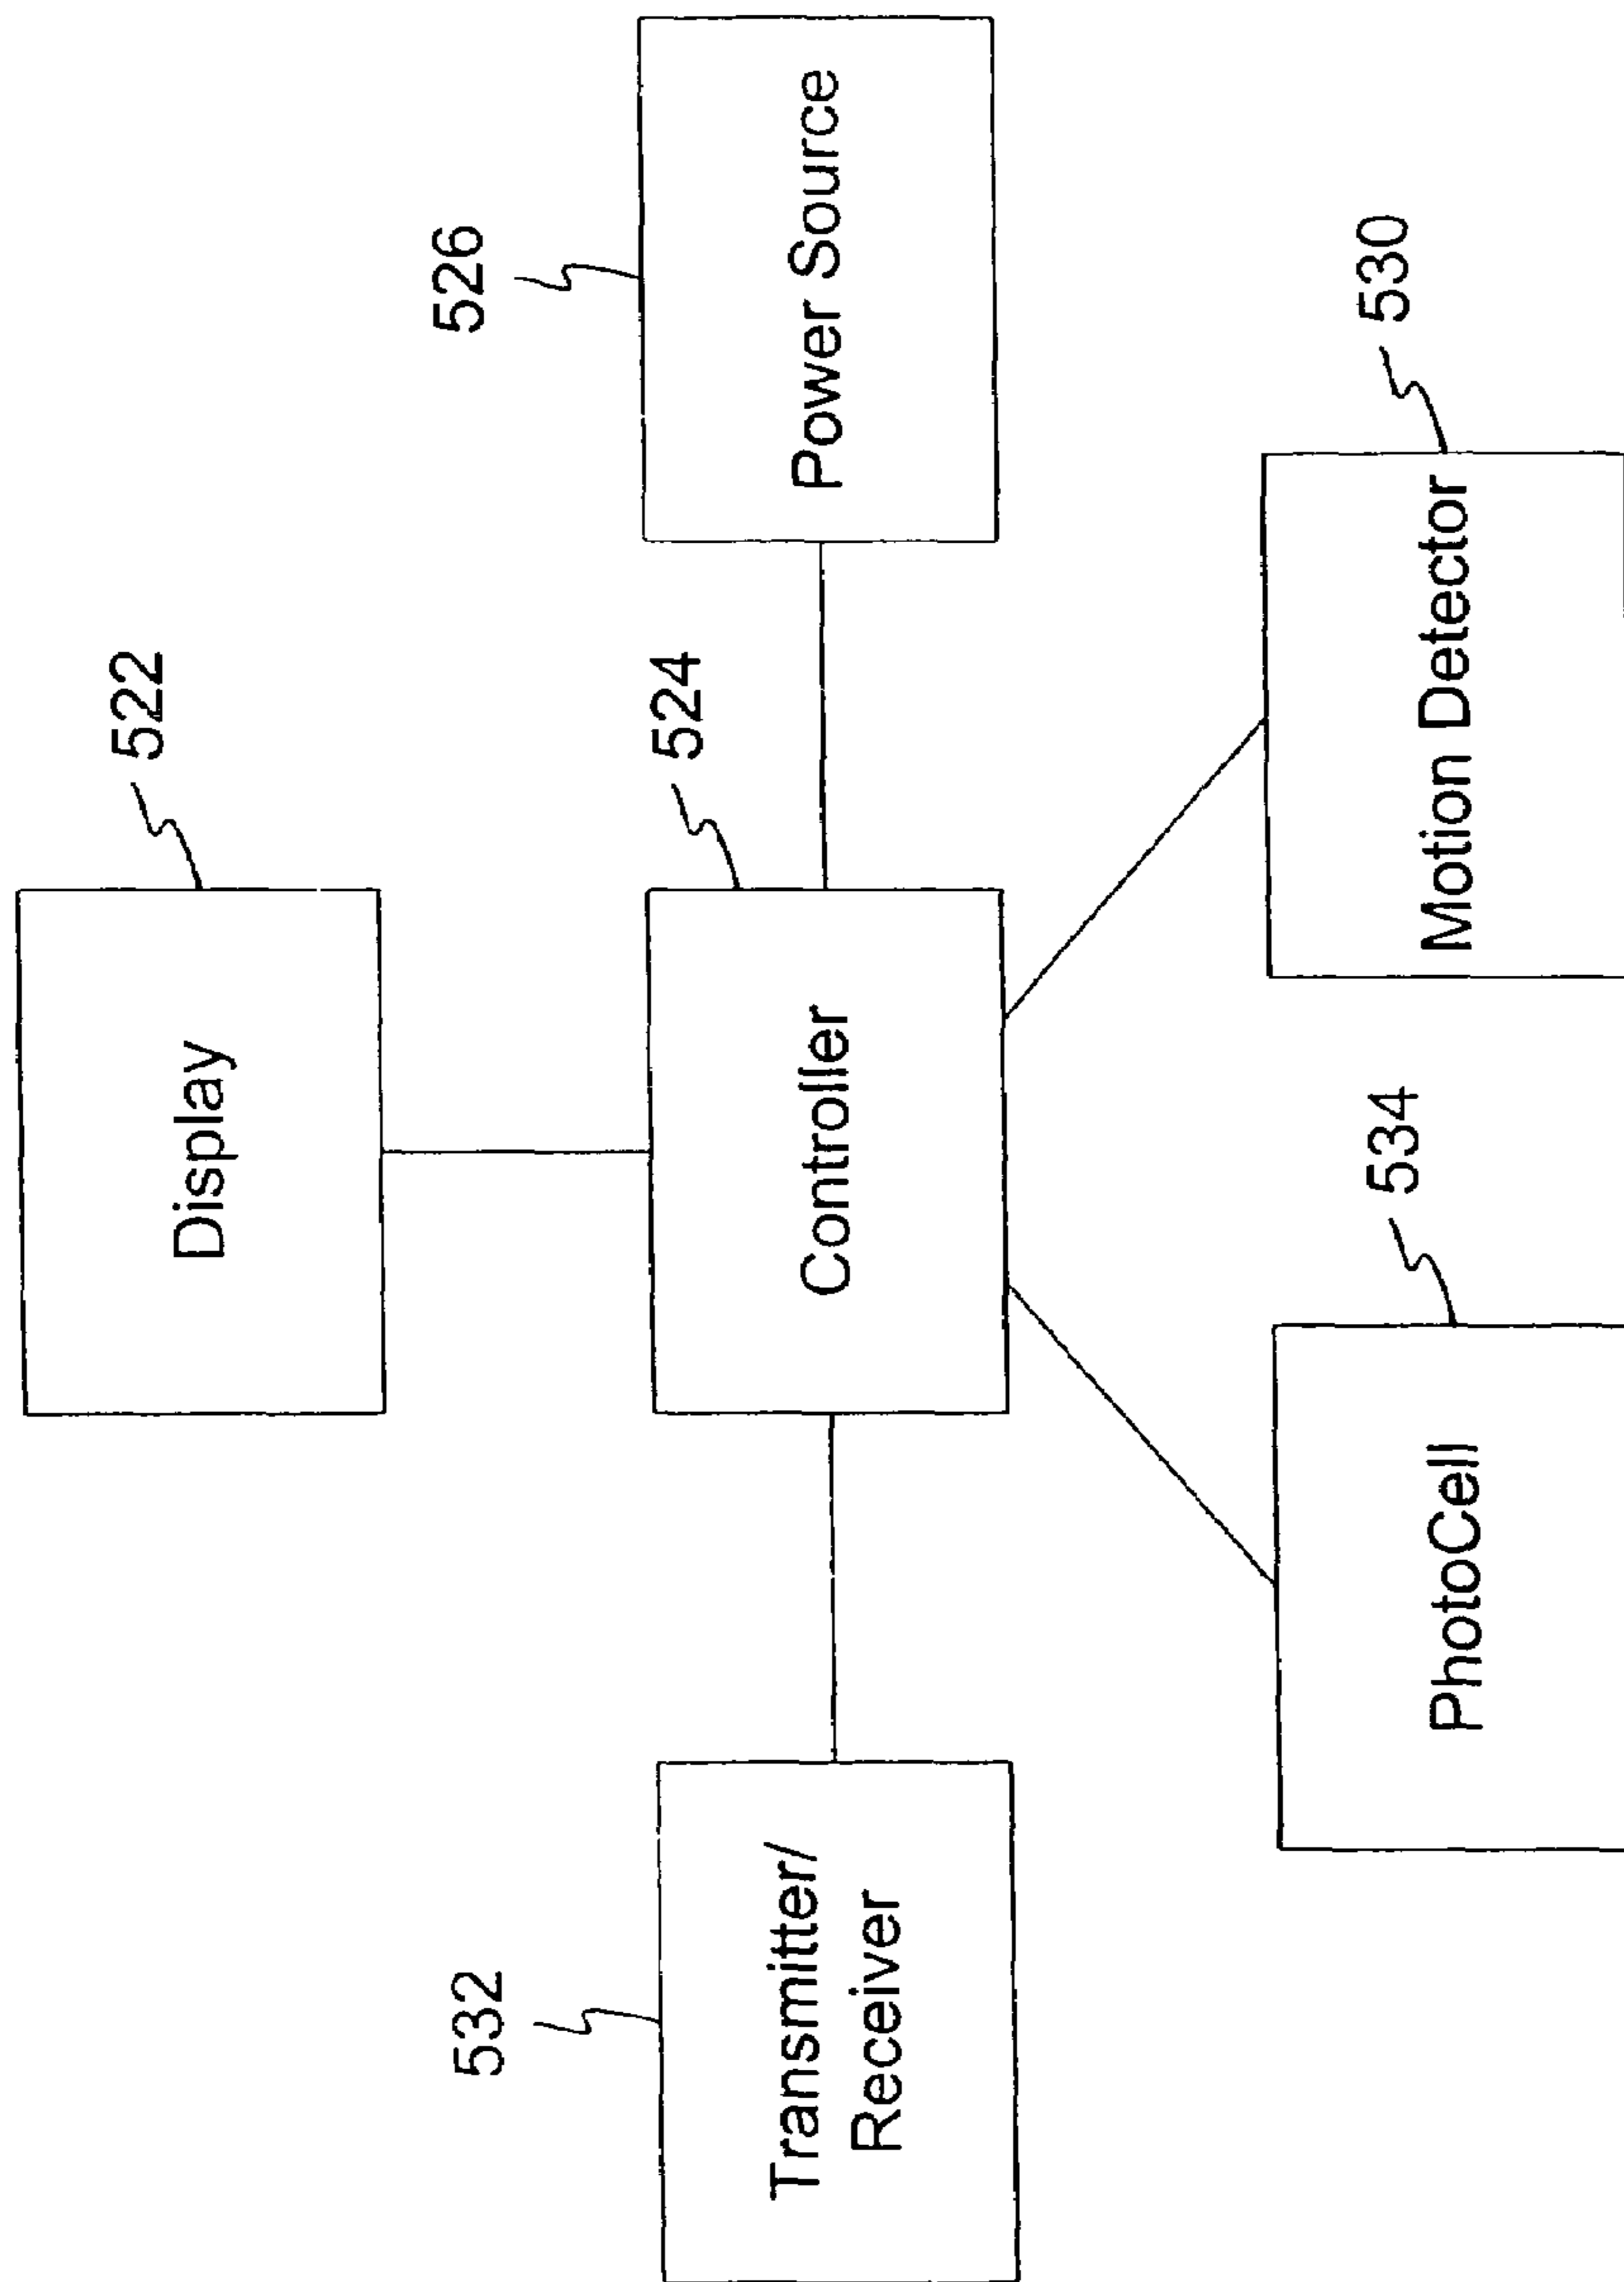 522
Display
524
Controller
526
Power Source
532
Transmitter/
Receiver
534
PhotoCell
530
Motion Detector